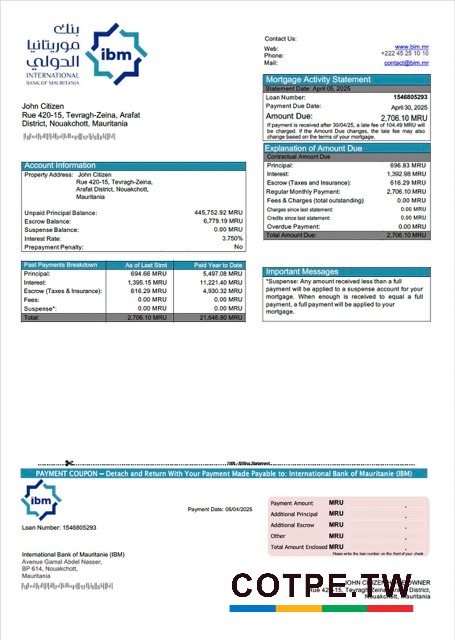 بنك
موريتانيا
الدولي
INTERNATIONAL
BANK OF MAURITANIA
ibm
Contact Us:
Web: www.bim.mr
Phone: +222 45 25 10 10
Mail: contact@bim.mr
Mortgage Activity Statement
Statement Date: April 05, 2025
Loan Number: 1546805293
Payment Due Date: April 30, 2025
Amount Due: 2,706.10 MRU
If payment is received after 30/04/25, a late fee of 104.49 MRU will
be charged. If the Amount Due changes, the late fee may also
change based on the terms of your mortgage.
John Citizen
Rue 420-15, Tevragh-Zeina, Arafat
District, Nouakchott, Mauritania
Explanation of Amount Due
Contractual Amount Due
Principal: 696.83 MRU
Interest: 1,392.98 MRU
Escrow (Taxes and Insurance): 616.29 MRU
Regular Monthly Payment: 2,706.10 MRU
Fees & Charges (total outstanding) 0.00 MRU
Charges since last statement: 0.00 MRU
Credits since last statement: 0.00 MRU
Overdue Payment: 0.00 MRU
Total Amount Due: 2,706.10 MRU
Account Information
Property Address: John Citizen
Rue 420-15, Tevragh-Zeina,
Arafat District, Nouakchott,
Mauritania
Unpaid Principal Balance: 445,752.92 MRU
Escrow Balance: 6,779.19 MRU
Suspense Balance: 0.00 MRU
Interest Rate: 3.750%
Prepayment Penalty: No
Past Payments Breakdown As of Last Stmt Paid Year to Date
Principal: 694.66 MRU 5,497.08 MRU
Interest: 1,395.15 MRU 11,221.40 MRU
Escrow (Taxes & Insurance): 616.29 MRU 4,930.32 MRU
Fees: 0.00 MRU 0.00 MRU
Suspense*: 0.00 MRU 0.00 MRU
Total: 2,706.10 MRU 21,648.80 MRU
Important Messages
*Suspense: Any amount received less than a full
payment will be applied to a suspense account for your
mortgage. When enough is received to equal a full
payment, a full payment will be applied to your
mortgage.
PAYMENT COUPON – Detach and Return With Your Payment Made Payable to: International Bank of Mauritanie (IBM)
ibm
Loan Number: 1546805293
Payment Date: 05/04/2025
Payment Amount MRU
Additional Principal MRU
Additional Escrow MRU
Other MRU
Total Amount Enclosed MRU
Please write the loan number on the front of your check
International Bank of Mauritanie (IBM)
Avenue Gamal Abdel Nasser,
BP 614, Nouakchott,
Mauritania
COTPE.TW